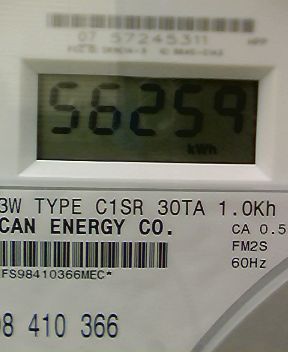 07 57245311
56259
kWh
3W TYPE C1SR 30TA 1.0Kh
CAN ENERGY CO.
CA 0.5
FM2S
60Hz
FS98410366MEC*
98 410 366